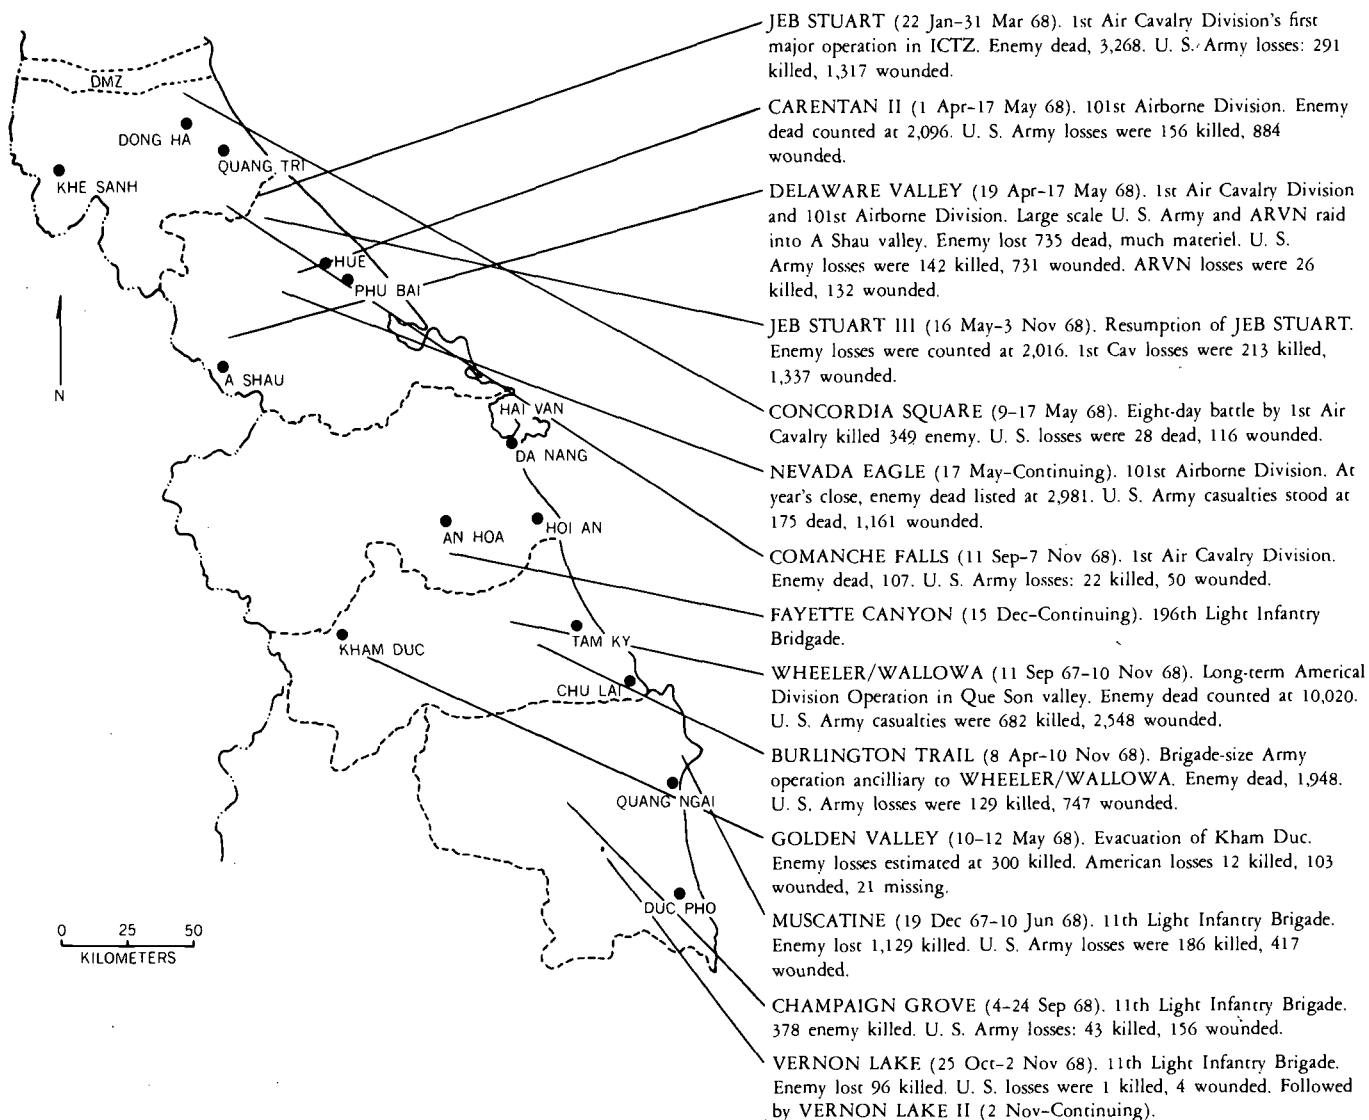 DMZ
DONG HA
QUANG TRI
KHE SANH
HUE
PHU BAI
A SHAU
N
HAI VAN
DA NANG
AN HOA
HOI AN
KHAM DUC
TAM KY
CHU LAI
QUANG NGAI
DUC PHO
0 25 50
KILOMETERS
JEB STUART (22 Jan-31 Mar 68). 1st Air Cavalry Division's first
major operation in ICTZ. Enemy dead, 3,268. U. S. Army losses: 291
killed, 1,317 wounded.
CARENTAN II (1 Apr-17 May 68). 101st Airborne Division. Enemy
dead counted at 2,096. U. S. Army losses were 156 killed, 884
wounded.
DELAWARE VALLEY (19 Apr-17 May 68). 1st Air Cavalry Division
and 101st Airborne Division. Large scale U. S. Army and ARVN raid
into A Shau valley. Enemy lost 735 dead, much materiel. U. S.
Army losses were 142 killed, 731 wounded. ARVN losses were 26
killed, 132 wounded.
JEB STUART III (16 May-3 Nov 68). Resumption of JEB STUART.
Enemy losses were counted at 2,016. 1st Cav losses were 213 killed,
1,337 wounded.
CONCORDIA SQUARE (9-17 May 68). Eight-day battle by 1st Air
Cavalry killed 349 enemy. U. S. losses were 28 dead, 116 wounded.
NEVADA EAGLE (17 May-Continuing). 101st Airborne Division. At
year's close, enemy dead listed at 2,981. U. S. Army casualties stood at
175 dead, 1,161 wounded.
COMANCHE FALLS (11 Sep-7 Nov 68). 1st Air Cavalry Division.
Enemy dead, 107. U. S. Army losses: 22 killed, 50 wounded.
FAYETTE CANYON (15 Dec-Continuing). 196th Light Infantry
Bridgade.
WHEELER/WALLOWA (11 Sep 67-10 Nov 68). Long-term Americal
Division Operation in Que Son valley. Enemy dead counted at 10,020.
U. S. Army casualties were 682 killed, 2,548 wounded.
BURLINGTON TRAIL (8 Apr-10 Nov 68). Brigade-size Army
operation ancilliary to WHEELER/WALLOWA. Enemy dead, 1,948.
U. S. Army losses were 129 killed, 747 wounded.
GOLDEN VALLEY (10-12 May 68). Evacuation of Kham Duc.
Enemy losses estimated at 300 killed. American losses 12 killed, 103
wounded, 21 missing.
MUSCATINE (19 Dec 67-10 Jun 68). 11th Light Infantry Brigade.
Enemy lost 1,129 killed. U. S. Army losses were 186 killed, 417
wounded.
CHAMPAIGN GROVE (4-24 Sep 68). 11th Light Infantry Brigade.
378 enemy killed. U. S. Army losses: 43 killed, 156 wounded.
VERNON LAKE (25 Oct-2 Nov 68). 11th Light Infantry Brigade.
Enemy lost 96 killed. U. S. losses were 1 killed, 4 wounded. Followed
by VERNON LAKE II (2 Nov-Continuing).